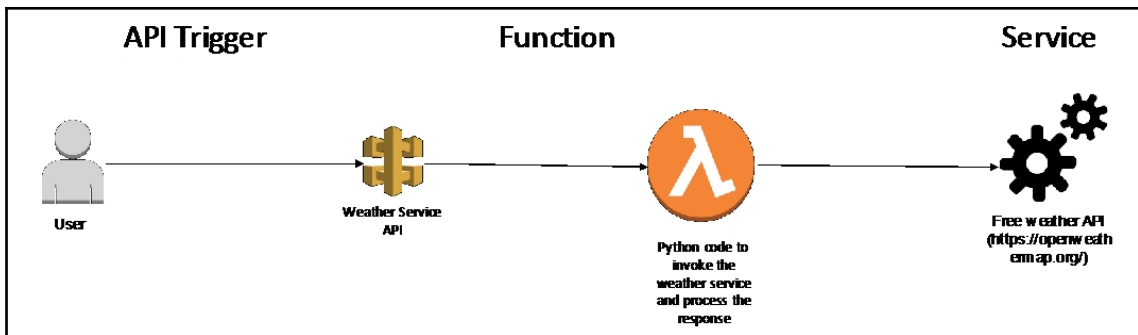 API Trigger
Function
Service
User
Weather Service
API
Python code to
invoke the
weather service
and process the
response
Free weather API
(https://openweath
ermap.org/)